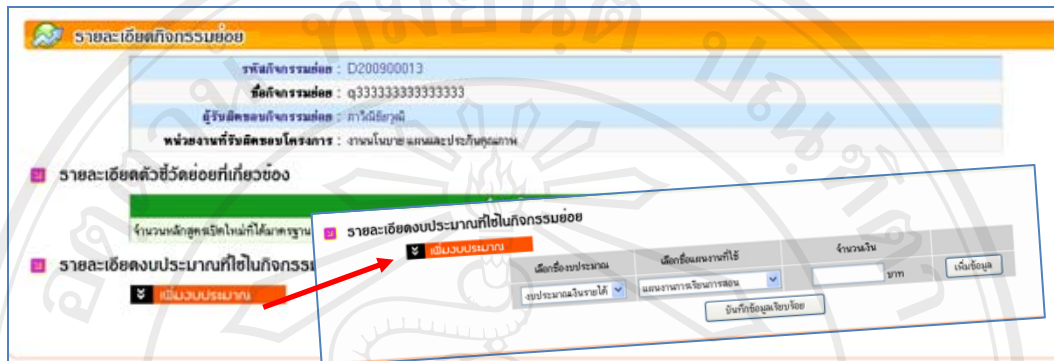 รายละเอียดกิจกรรมย่อย
รหัสกิจกรรมย่อย : D200900013
ชื่อกิจกรรมย่อย : q333333333333333
ผู้รับผิดชอบกิจกรรมย่อย :
หน่วยงานที่รับผิดชอบโครงการ : งานนโนบาย แผนและประกันคุณภาพ
รายละเอียดตัวชี้วัดย่อยที่เกี่ยวข้อง
จำนวนหลักสูตรเปิดใหม่ที่ได้มาตรฐาน
รายละเอียดงบประมาณที่ใช้ในกิจกรรม
เพิ่มงบประมาณ
รายละเอียดงบประมาณที่ใช้ในกิจกรรมย่อย
เพิ่มงบประมาณ
เลือกชื่องบประมาณ เลือกชื่อแผนงานที่ใช้ จำนวนเงิน
งบประมาณเงินรายได้ แผนงานการเรียนการสอน บาท เพิ่มข้อมูล
บันทึกข้อมูลเรียบร้อย